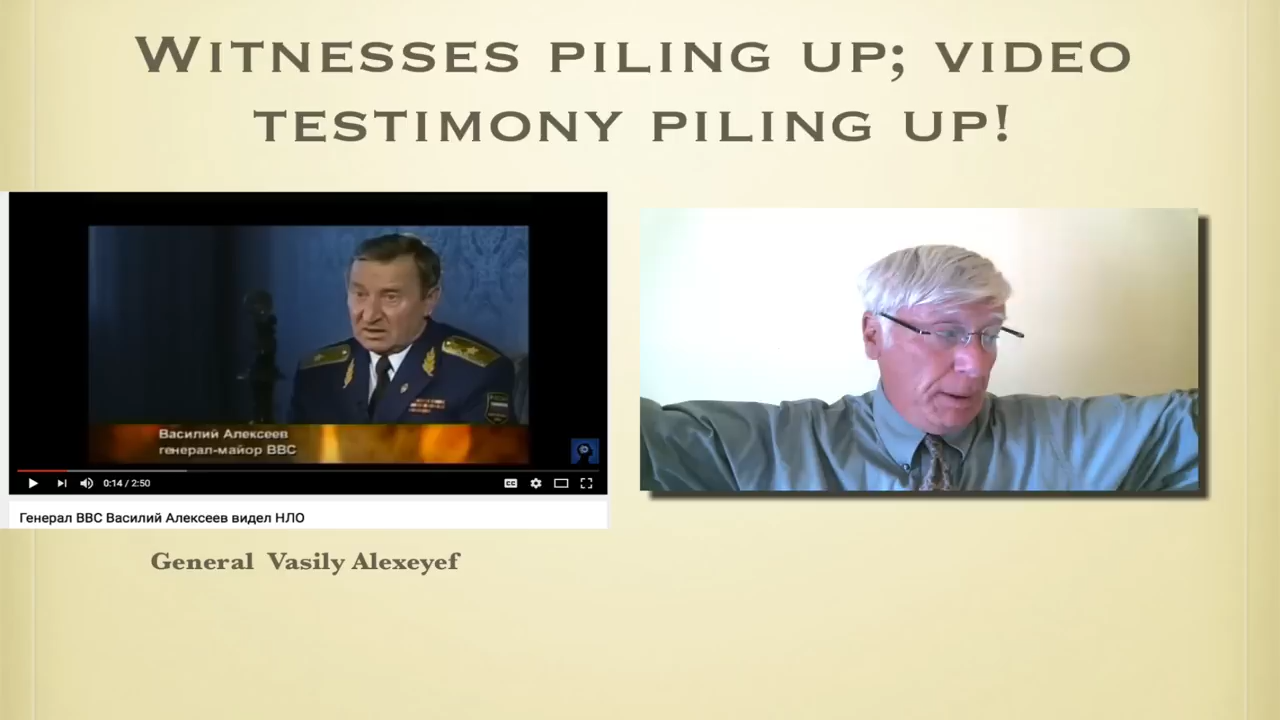 WITNESSES PILING UP; VIDEO
TESTIMONY PILING UP!
Василий Алексеев
генерал-майор ВВС
0:14 / 2:50
CC
Генерал ВВС Василий Алексеев видел НЛО
General Vasily Alexeyef